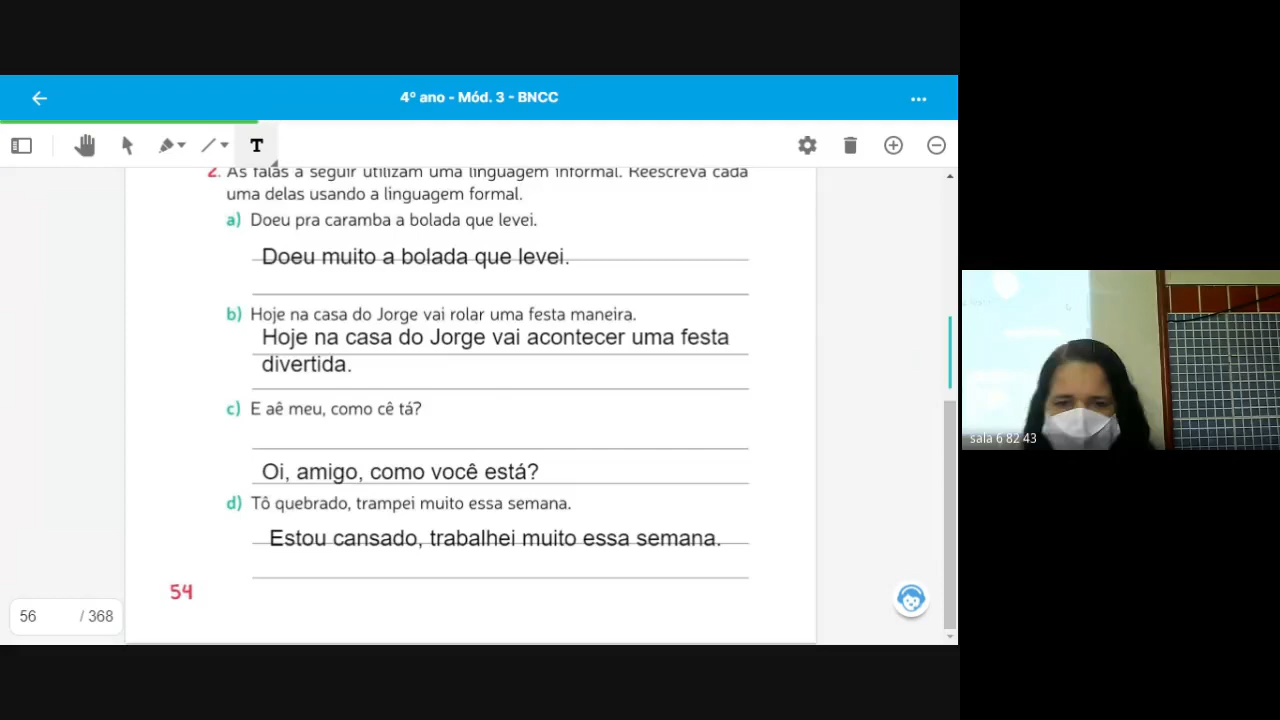 4º ano - Mód. 3 - BNCC
T
2. As falas a seguir utilizam uma linguagem informal. Reescreva cada
uma delas usando a linguagem formal.
a) Doeu pra caramba a bolada que levei.
Doeu muito a bolada que levei.
b) Hoje na casa do Jorge vai rolar uma festa maneira.
Hoje na casa do Jorge vai acontecer uma festa
divertida.
c) E aê meu, como cê tá?
Oi, amigo, como você está?
d) Tô quebrado, trampei muito essa semana.
Estou cansado, trabalhei muito essa semana.
54
56 / 368
sala 6 82 43